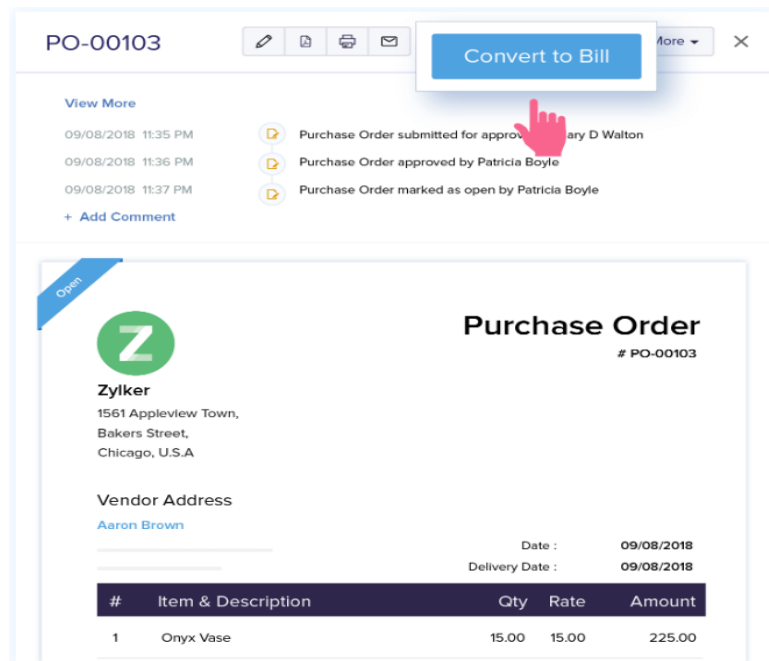 PO-00103
Convert to Bill
More
View More
09/08/2018 11:35 PM Purchase Order submitted for ary D Walton
09/08/2018 11:36 PM Purchase Order approved by Patricia Boyle
09/08/2018 11:37 PM Purchase Order marked as open by Patricia Boyle
+ Add Comment
Open
Z
Purchase Order
# PO-00103
Zylker
1561 Appleview Town,
Bakers Street,
Chicago, U.S.A
Vendor Address
Aaron Brown
Date : 09/08/2018
Delivery Date : 09/08/2018
# Item & Description Qty Rate Amount
1 Onyx Vase 15.00 15.00 225.00